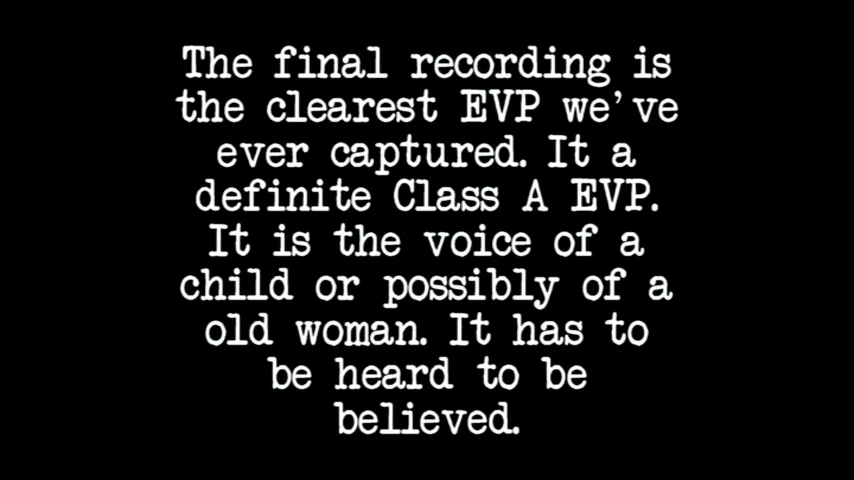 The final recording is
the clearest EVP we've
ever captured. It a
definite Class A EVP.
It is the voice of a
child or possibly of a
old woman. It has to
be heard to be
believed.